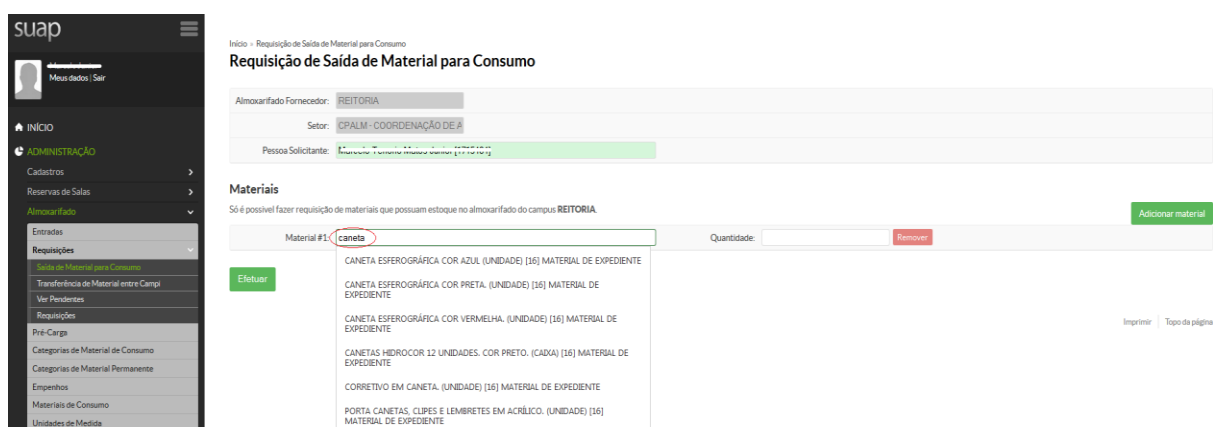 suap
Meus dados | Sair
INÍCIO
ADMINISTRAÇÃO
Cadastros
Reservas de Salas
Almoxarifado
Entradas
Requisições
Saída de Material para Consumo
Transferência de Material entre Campi
Ver Pendentes
Requisições
Pré-Carga
Categorias de Material de Consumo
Categorias de Material Permanente
Empenhos
Materiais de Consumo
Unidades de Medida
Início » Requisição de Saída de Material para Consumo
Requisição de Saída de Material para Consumo
Almoxarifado Fornecedor: REITORIA
Setor: CPALM - COORDENAÇÃO DE A
Pessoa Solicitante:
Materiais
Só é possível fazer requisição de materiais que possuam estoque no almoxarifado do campus REITORIA.
Adicionar material
Material #1: caneta Quantidade: Remover
CANETA ESFEROGRÁFICA COR AZUL (UNIDADE) [16] MATERIAL DE EXPEDIENTE
CANETA ESFEROGRÁFICA COR PRETA. (UNIDADE) [16] MATERIAL DE
EXPEDIENTE
CANETA ESFEROGRÁFICA COR VERMELHA. (UNIDADE) [16] MATERIAL DE
EXPEDIENTE
CANETAS HIDROCOR 12 UNIDADES. COR PRETO. (CAIXA) [16] MATERIAL DE
EXPEDIENTE
CORRETIVO EM CANETA. (UNIDADE) [16] MATERIAL DE EXPEDIENTE
PORTA CANETAS, CLIPES E LEMBRETES EM ACRÍLICO. (UNIDADE) [16]
MATERIAL DE EXPEDIENTE
Efetuar
Imprimir Topo da página